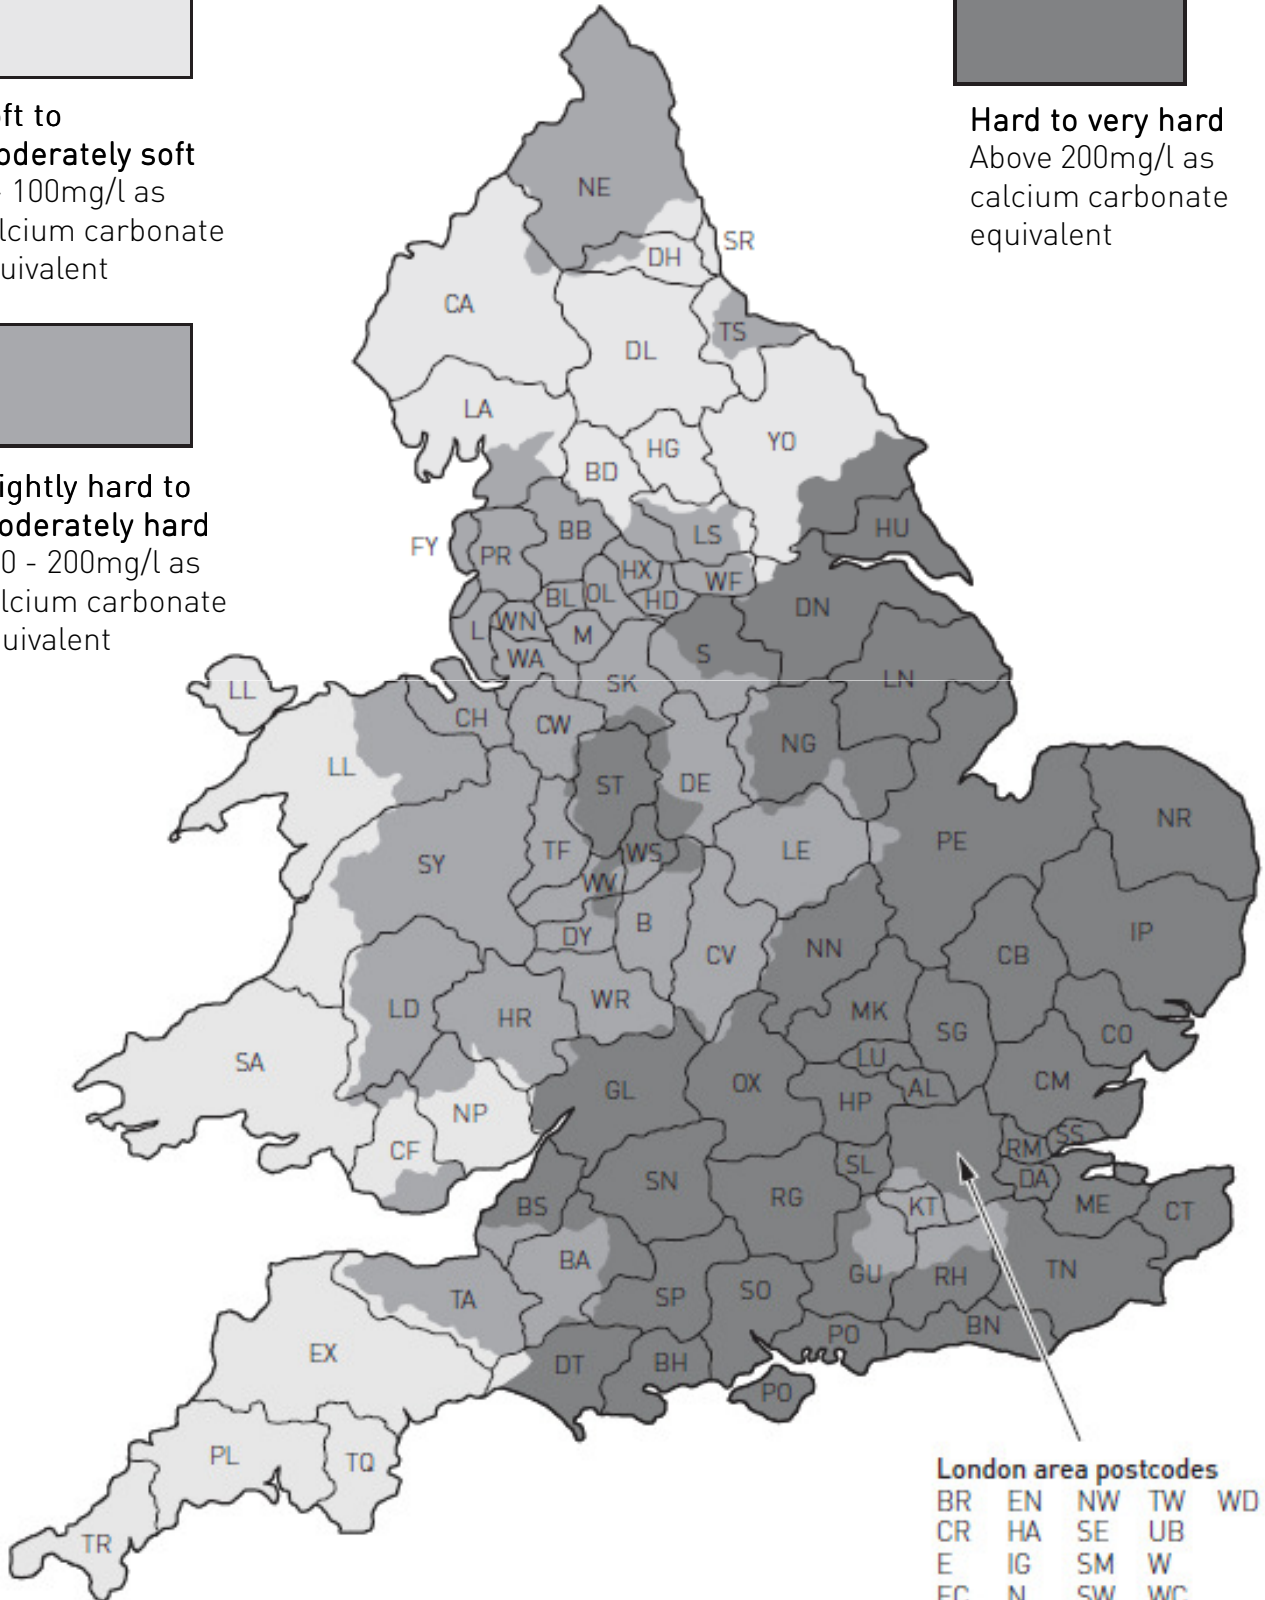 ft to
oderately soft
- 100mg/l as
lcium carbonate
uivalent
ightly hard to
oderately hard
0 - 200mg/l as
lcium carbonate
quivalent
Hard to very hard
Above 200mg/l as
calcium carbonate
equivalent
NE
SR
DH
CA
TS
DL
LA
YO
HG
BD
HU
BB
LS
FY
PR
HX
WF
BL
OL
HD
DN
WN
L
M
WA
S
SK
LN
LL
CH
CW
NG
LL
ST
DE
NR
PE
SY
TF
WS
LE
WV
B
IP
DY
CV
NN
CB
WR
LD
HR
MK
SG
CO
SA
LU
GL
OX
AL
CM
HP
NP
SS
CF
RM
SL
DA
SN
RG
BS
KT
ME
CT
BA
GU
RH
TN
TA
SP
SO
EX
PO
BN
DT
BH
PO
PL
TQ
TR
London area postcodes
BR EN NW TW WD
CR HA SE UB
E IG SM W
EC N SW WC